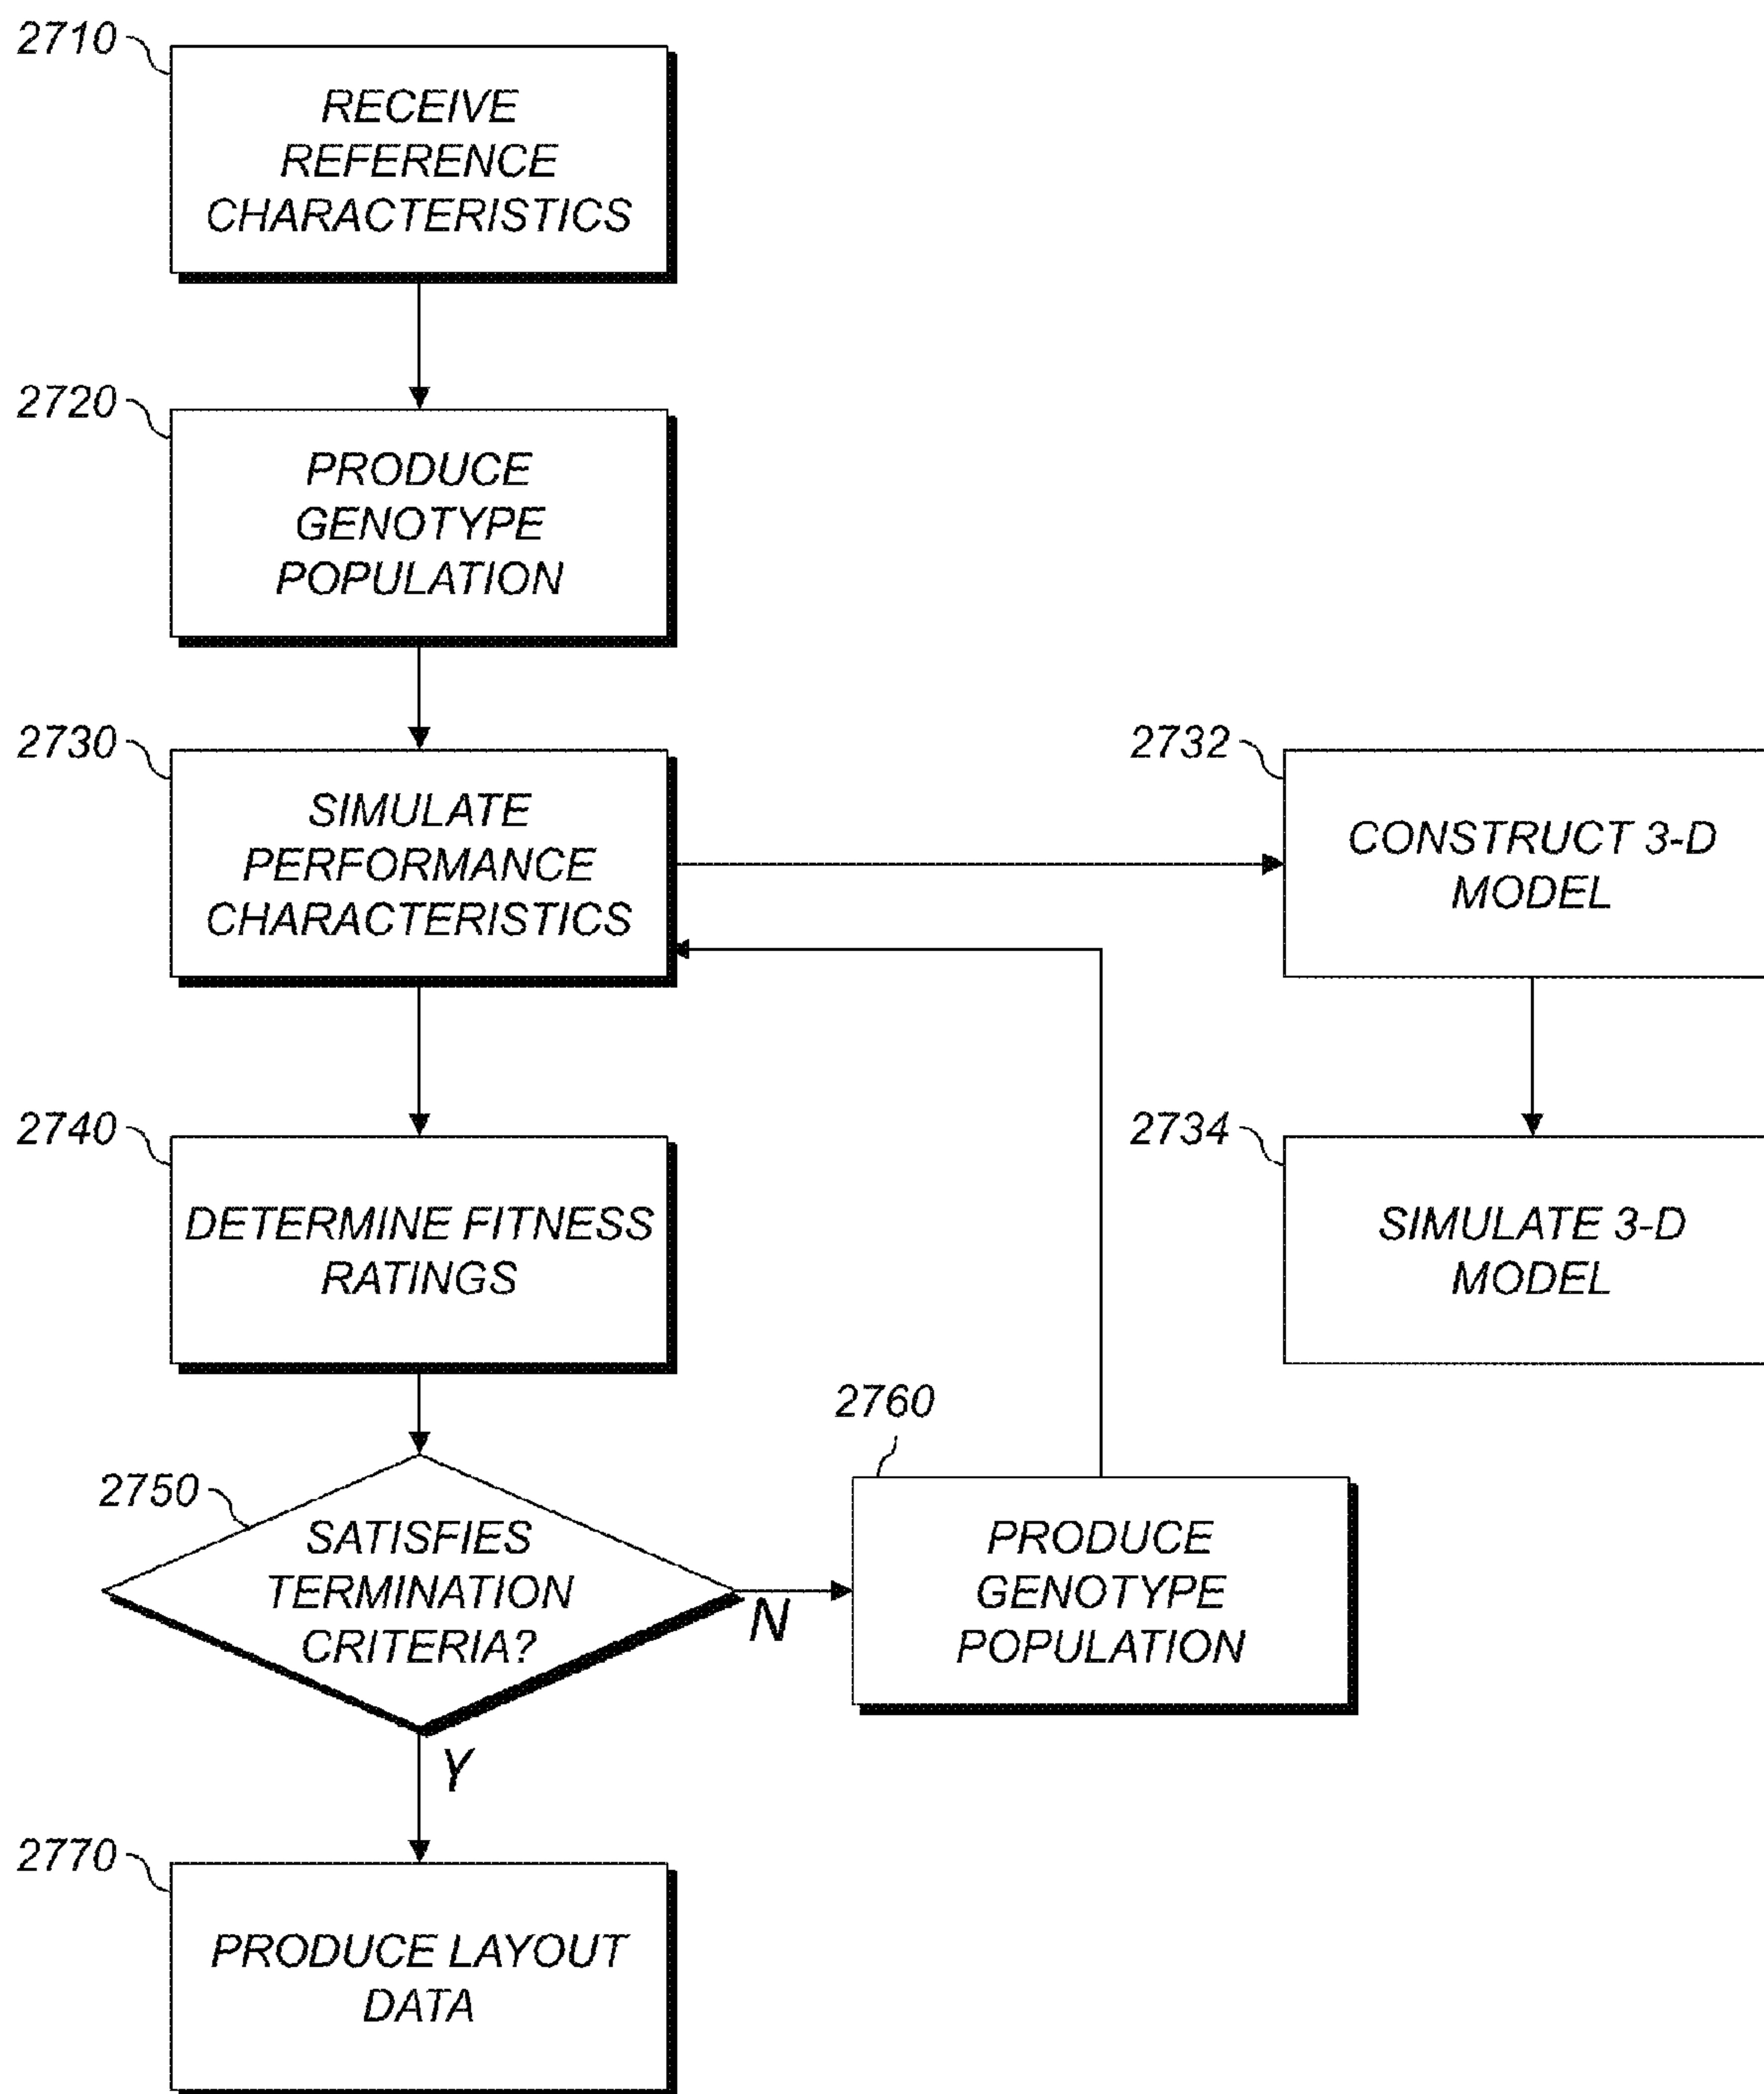 2710
RECEIVE
REFERENCE
CHARACTERISTICS
2720
PRODUCE
GENOTYPE
POPULATION
2730
SIMULATE
PERFORMANCE
CHARACTERISTICS
2732
CONSTRUCT 3-D
MODEL
2740
DETERMINE FITNESS
RATINGS
2734
SIMULATE 3-D
MODEL
2750
SATISFIES
TERMINATION
CRITERIA?
N
Y
2760
PRODUCE
GENOTYPE
POPULATION
2770
PRODUCE LAYOUT
DATA